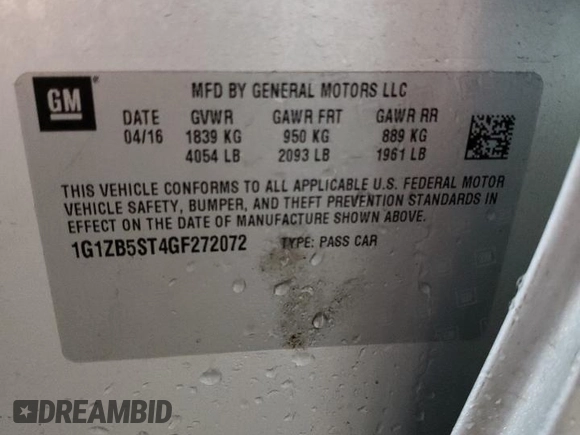 GM
MFD BY GENERAL MOTORS LLC
DATE GVWR GAWR FRT GAWR RR
04/16 1839 KG 950 KG 889 KG
4054 LB 2093 LB 1961 LB
THIS VEHICLE CONFORMS TO ALL APPLICABLE U.S. FEDERAL MOTOR
VEHICLE SAFETY, BUMPER, AND THEFT PREVENTION STANDARDS IN
EFFECT ON THE DATE OF MANUFACTURE SHOWN ABOVE.
1G1ZB5ST4GF272072 TYPE: PASS CAR
DREAMBID